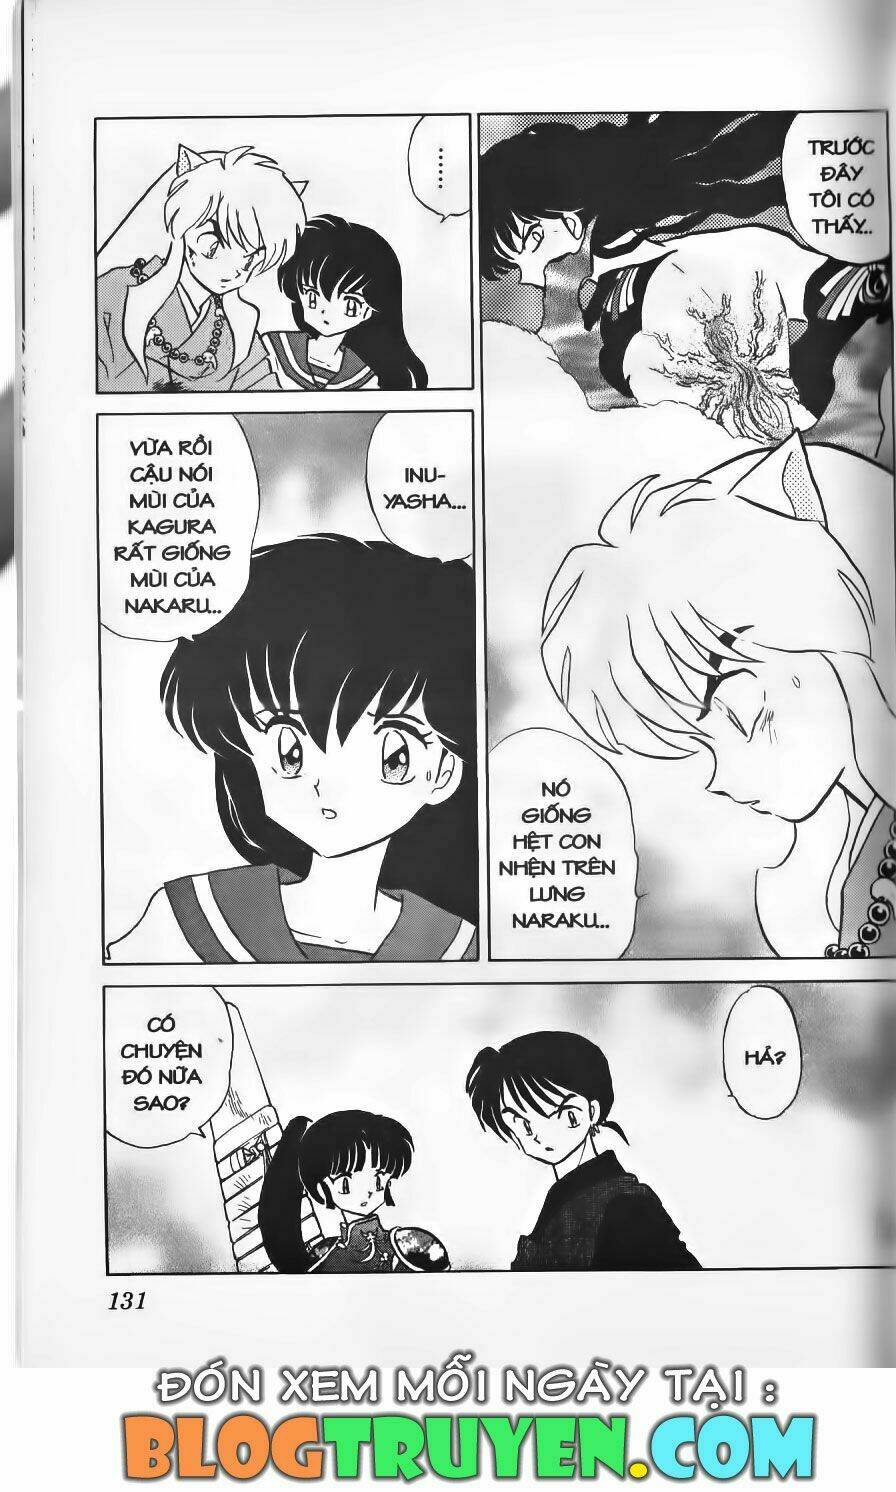 TRƯỚC
ĐÂY
TÔI CÓ
THẤY...
NÓ
GIỐNG
HỆT CON
NHỆN TRÊN
LƯNG
NARAKU...
........
INU-
YASHA...
VỪA RỒI
CẬU NÓI
MÙI CỦA
KAGURA
RẤT GIỐNG
MÙI CỦA
NAKARU...
HẢ?
CÓ
CHUYỆN
ĐÓ NỮA
SAO?
131
ĐÓN XEM MỖI NGÀY TẠI :
BLOGTRUYEN.COM